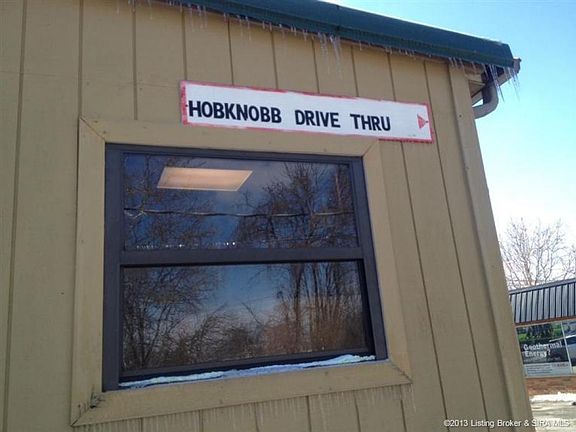 HOBKNOBB DRIVE THRU
Geothermal
Energy
©2013 Listing Broker & SIRA MLS